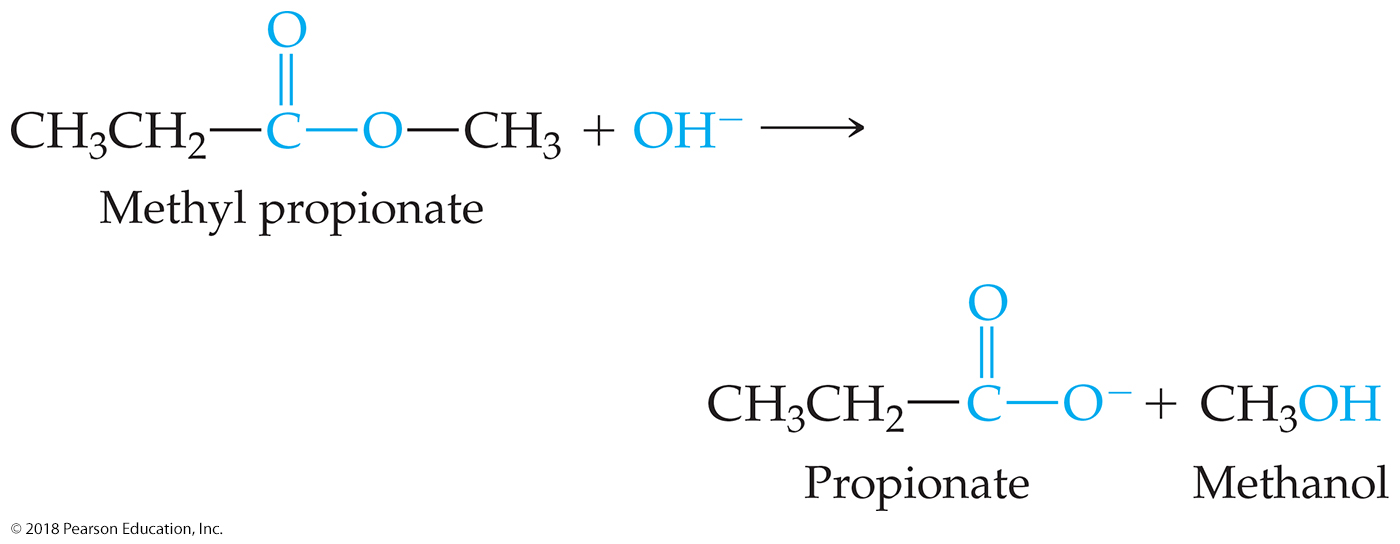 O
CH₃CH₂—C—O—CH₃ + OH⁻ ⟶
Methyl propionate
O
CH₃CH₂—C—O⁻ + CH₃OH
Propionate Methanol
© 2018 Pearson Education, Inc.